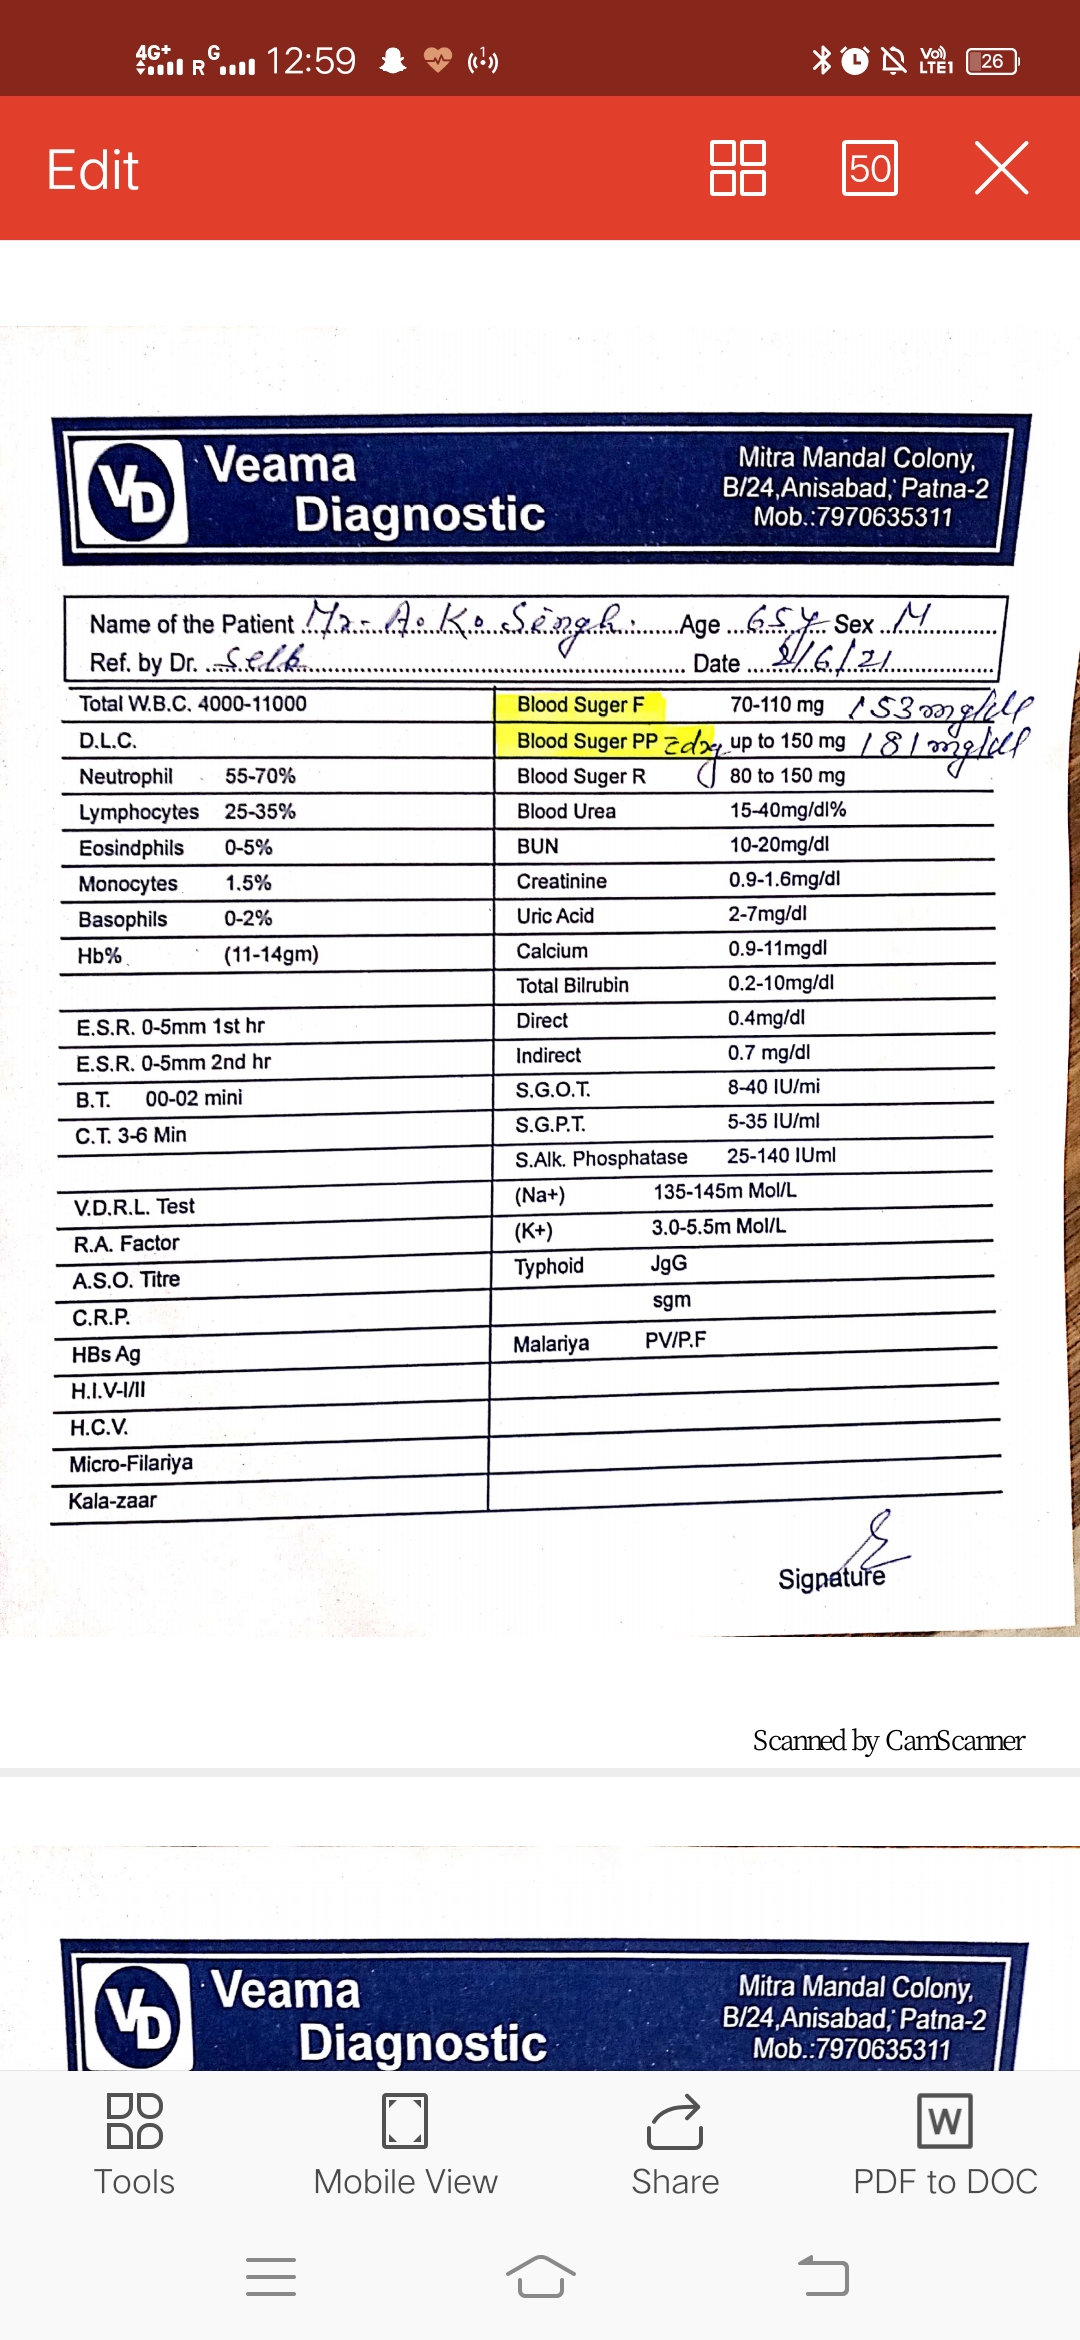 4G+ R G 12:59 VoI) LTE1 26
Edit 50
Veama
Diagnostic
Mitra Mandal Colony,
B/24,Anisabad, Patna-2
Mob.:7970635311
Name of the Patient Mr- A. K. Singh. Age 65y Sex M
Ref. by Dr. Self Date 8/6/21
Total W.B.C. 4000-11000
D.L.C.
Neutrophil 55-70%
Lymphocytes 25-35%
Eosindphils 0-5%
Monocytes 1.5%
Basophils 0-2%
Hb% (11-14gm)
E.S.R. 0-5mm 1st hr
E.S.R. 0-5mm 2nd hr
B.T. 00-02 mini
C.T. 3-6 Min
V.D.R.L. Test
R.A. Factor
A.S.O. Titre
C.R.P.
HBs Ag
H.I.V-I/II
H.C.V.
Micro-Filariya
Kala-zaar
Blood Suger F 70-110 mg 153 mg/dl
Blood Suger PP up to 150 mg 181 mg/dl
Blood Suger R 80 to 150 mg
Blood Urea 15-40mg/dl%
BUN 10-20mg/dl
Creatinine 0.9-1.6mg/dl
Uric Acid 2-7mg/dl
Calcium 0.9-11mgdl
Total Bilrubin 0.2-10mg/dl
Direct 0.4mg/dl
Indirect 0.7 mg/dl
S.G.O.T. 8-40 IU/mi
S.G.P.T. 5-35 IU/ml
S.Alk. Phosphatase 25-140 IUml
(Na+) 135-145m Mol/L
(K+) 3.0-5.5m Mol/L
Typhoid JgG
sgm
Malariya PV/P.F
Signature
Scanned by CamScanner
Veama
Diagnostic
Mitra Mandal Colony,
B/24,Anisabad, Patna-2
Mob.:7970635311
Tools Mobile View Share W PDF to DOC